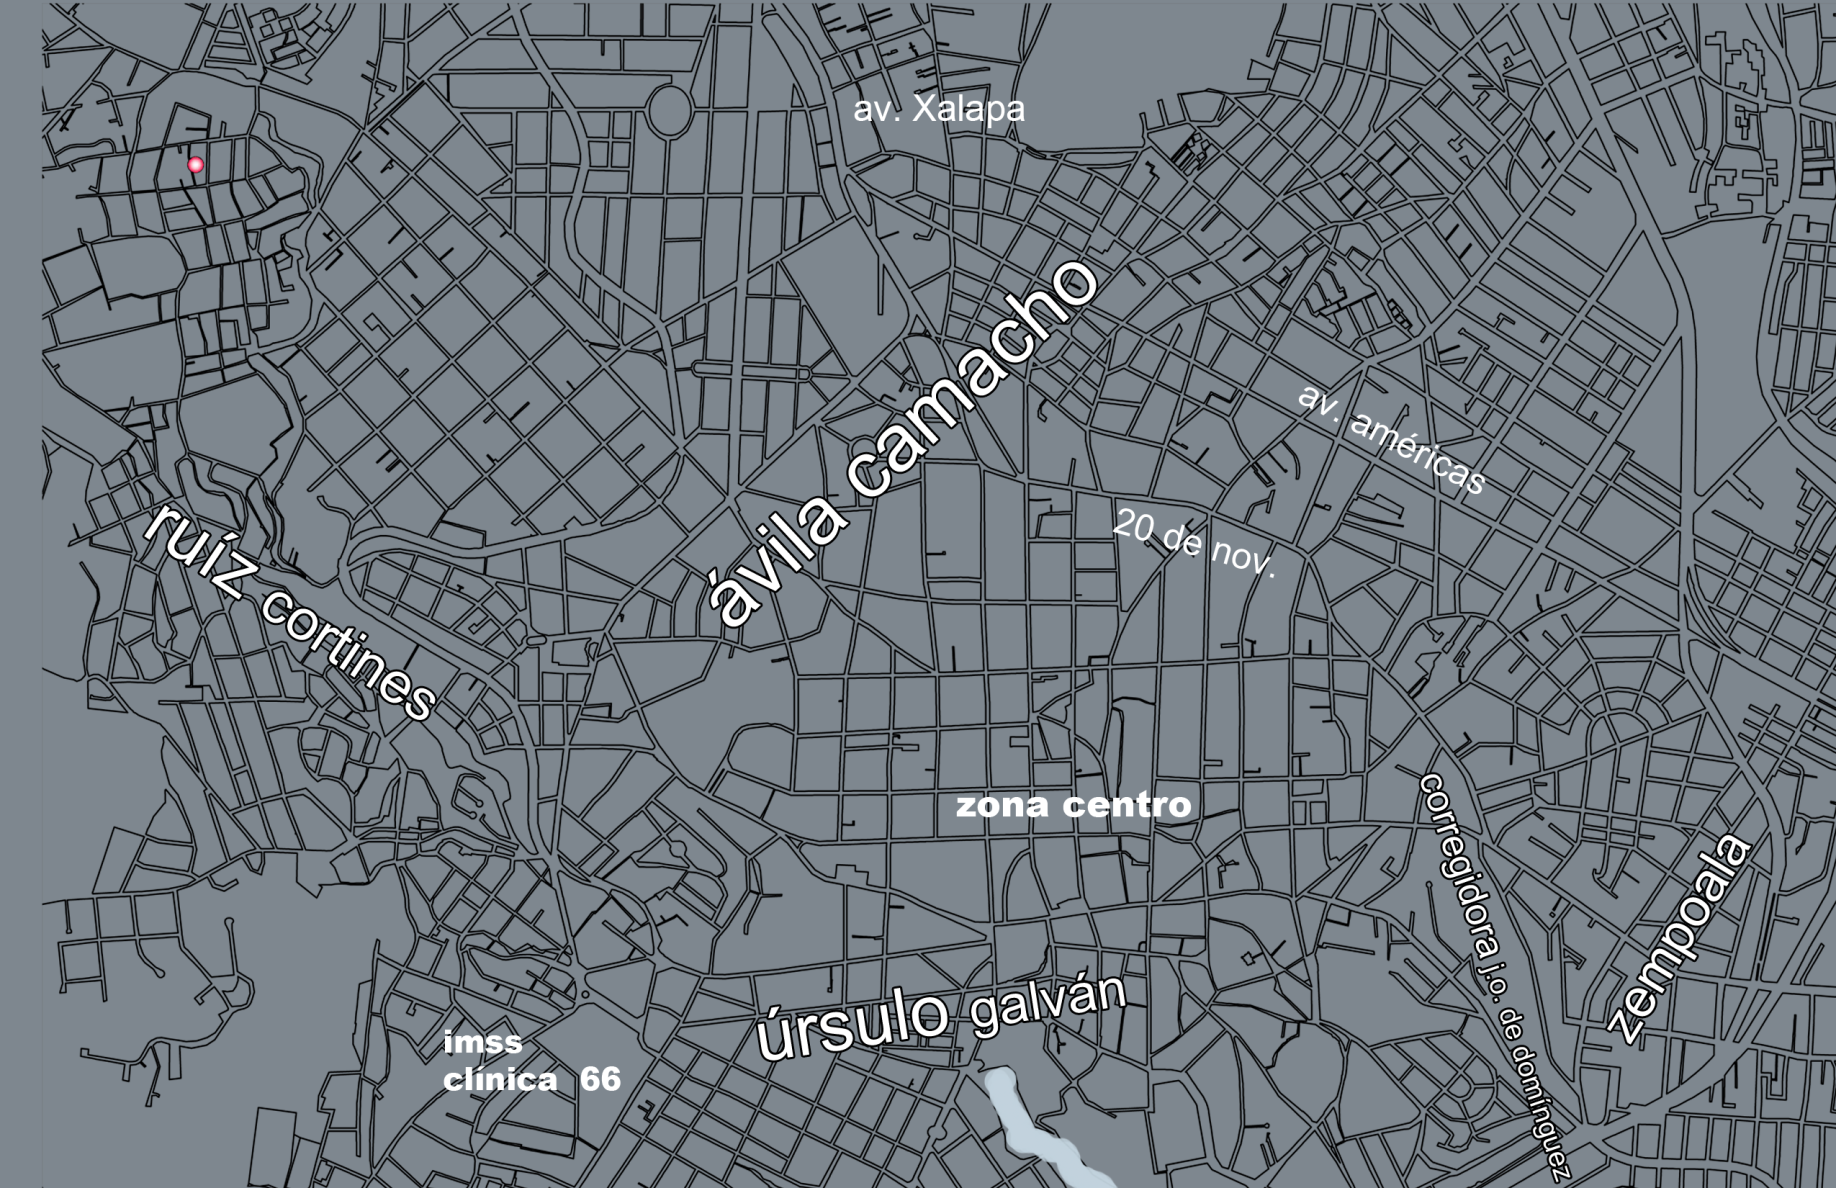 av. Xalapa
ávila camacho
av. américas
20 de nov.
ruíz cortines
zona centro
corregidora j.o. de domínguez
zempoala
úrsulo galván
imss
clínica 66